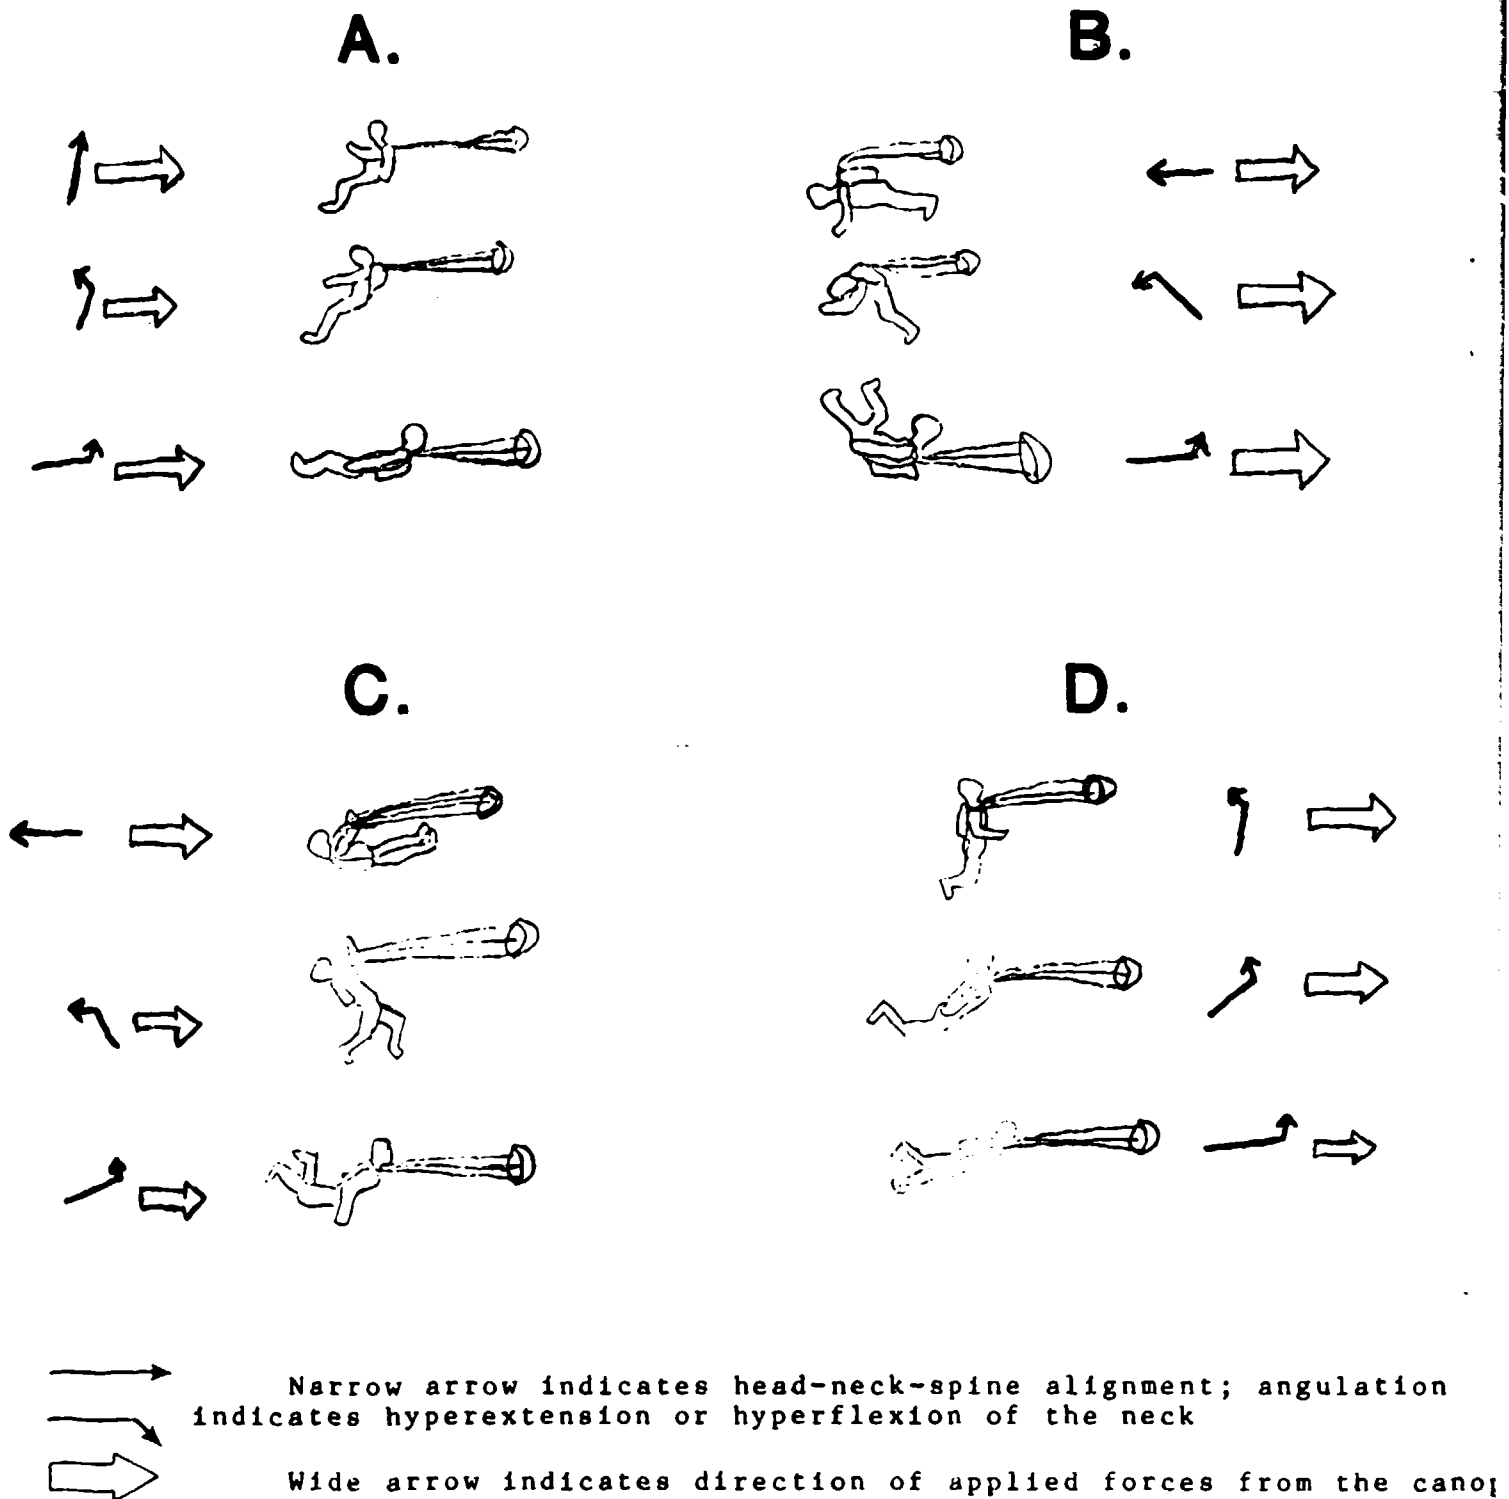 A.
B.
C.
D.
Narrow arrow indicates head-neck-spine alignment; angulation
indicates hyperextension or hyperflexion of the neck
Wide arrow indicates direction of applied forces from the